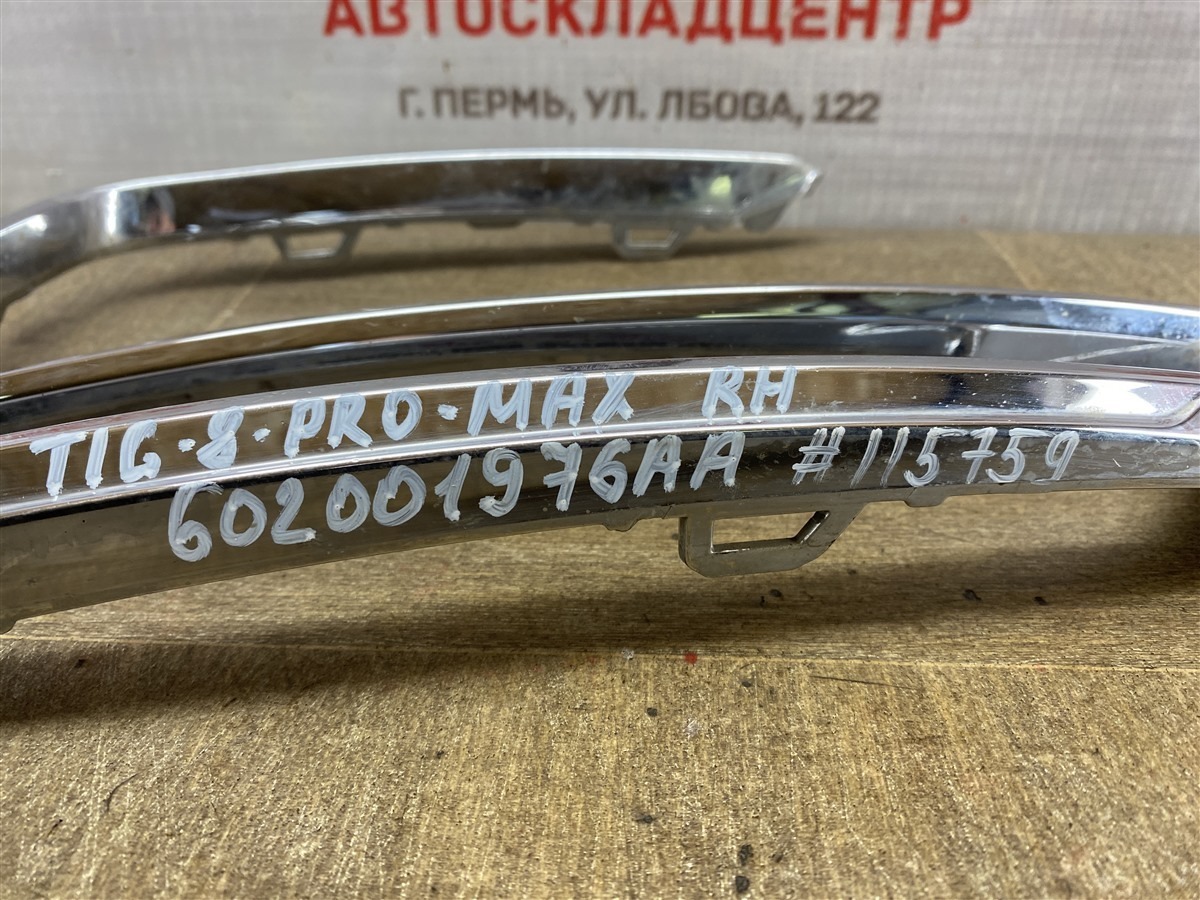 АВТОСКЛАДЦЕНТР
Г. ПЕРМЬ, УЛ. ЛБОВА, 122
TIG-8-PRO-MAX RH
602001976AA #115759